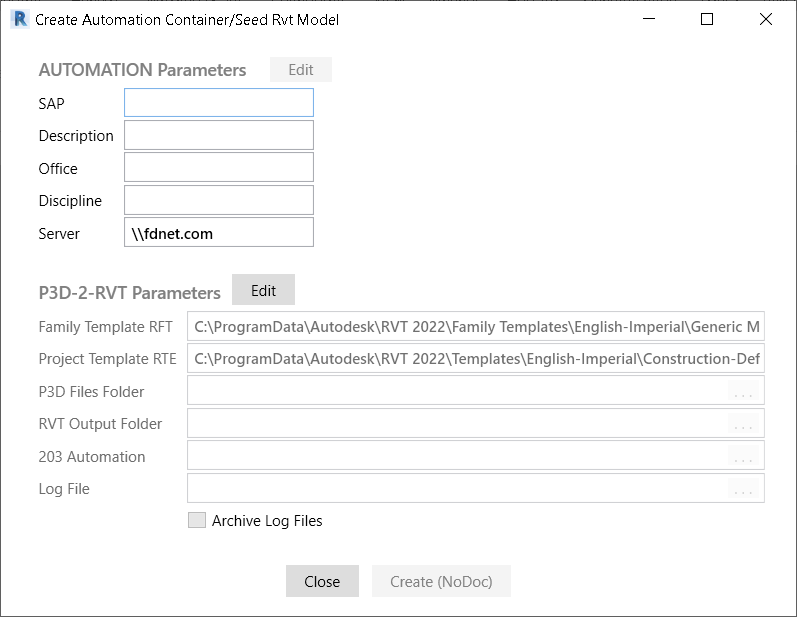 R Create Automation Container/Seed Rvt Model
AUTOMATION Parameters Edit
SAP
Description
Office
Discipline
Server \\fdnet.com
P3D-2-RVT Parameters Edit
Family Template RFT C:\ProgramData\Autodesk\RVT 2022\Family Templates\English-Imperial\Generic M
Project Template RTE C:\ProgramData\Autodesk\RVT 2022\Templates\English-Imperial\Construction-Def
P3D Files Folder ...
RVT Output Folder ...
203 Automation ...
Log File ...
Archive Log Files
Close Create (NoDoc)